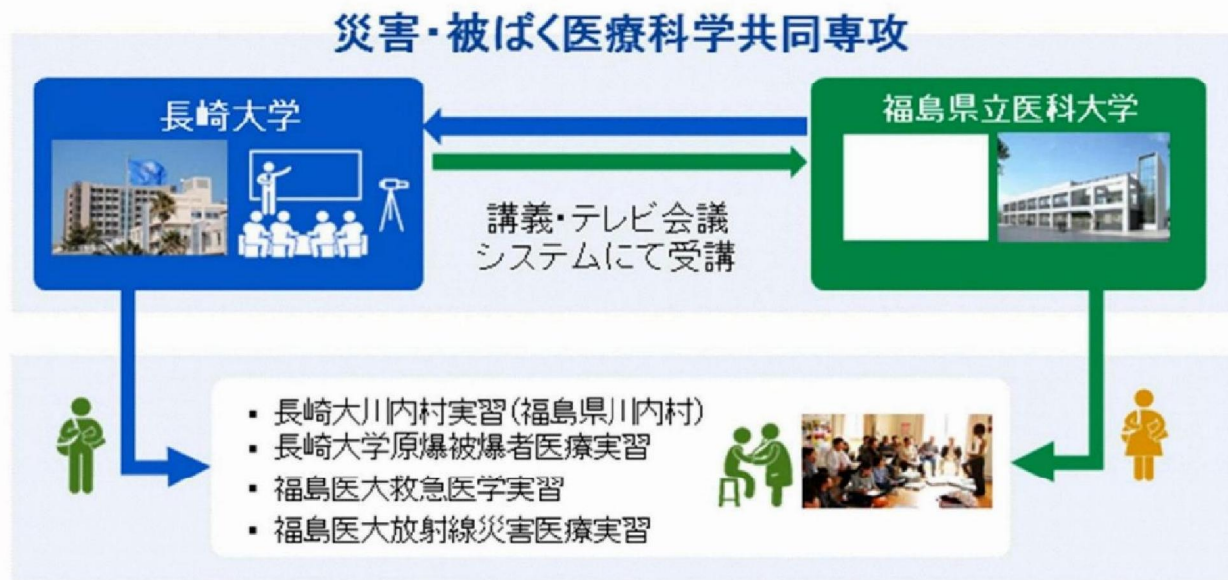 災害・被ばく医療科学共同専攻
長崎大学
福島県立医科大学
講義・テレビ会議
システムにて受講
▪ 長崎大川内村実習(福島県川内村)
▪ 長崎大学原爆被爆者医療実習
▪ 福島医大救急医学実習
▪ 福島医大放射線災害医療実習